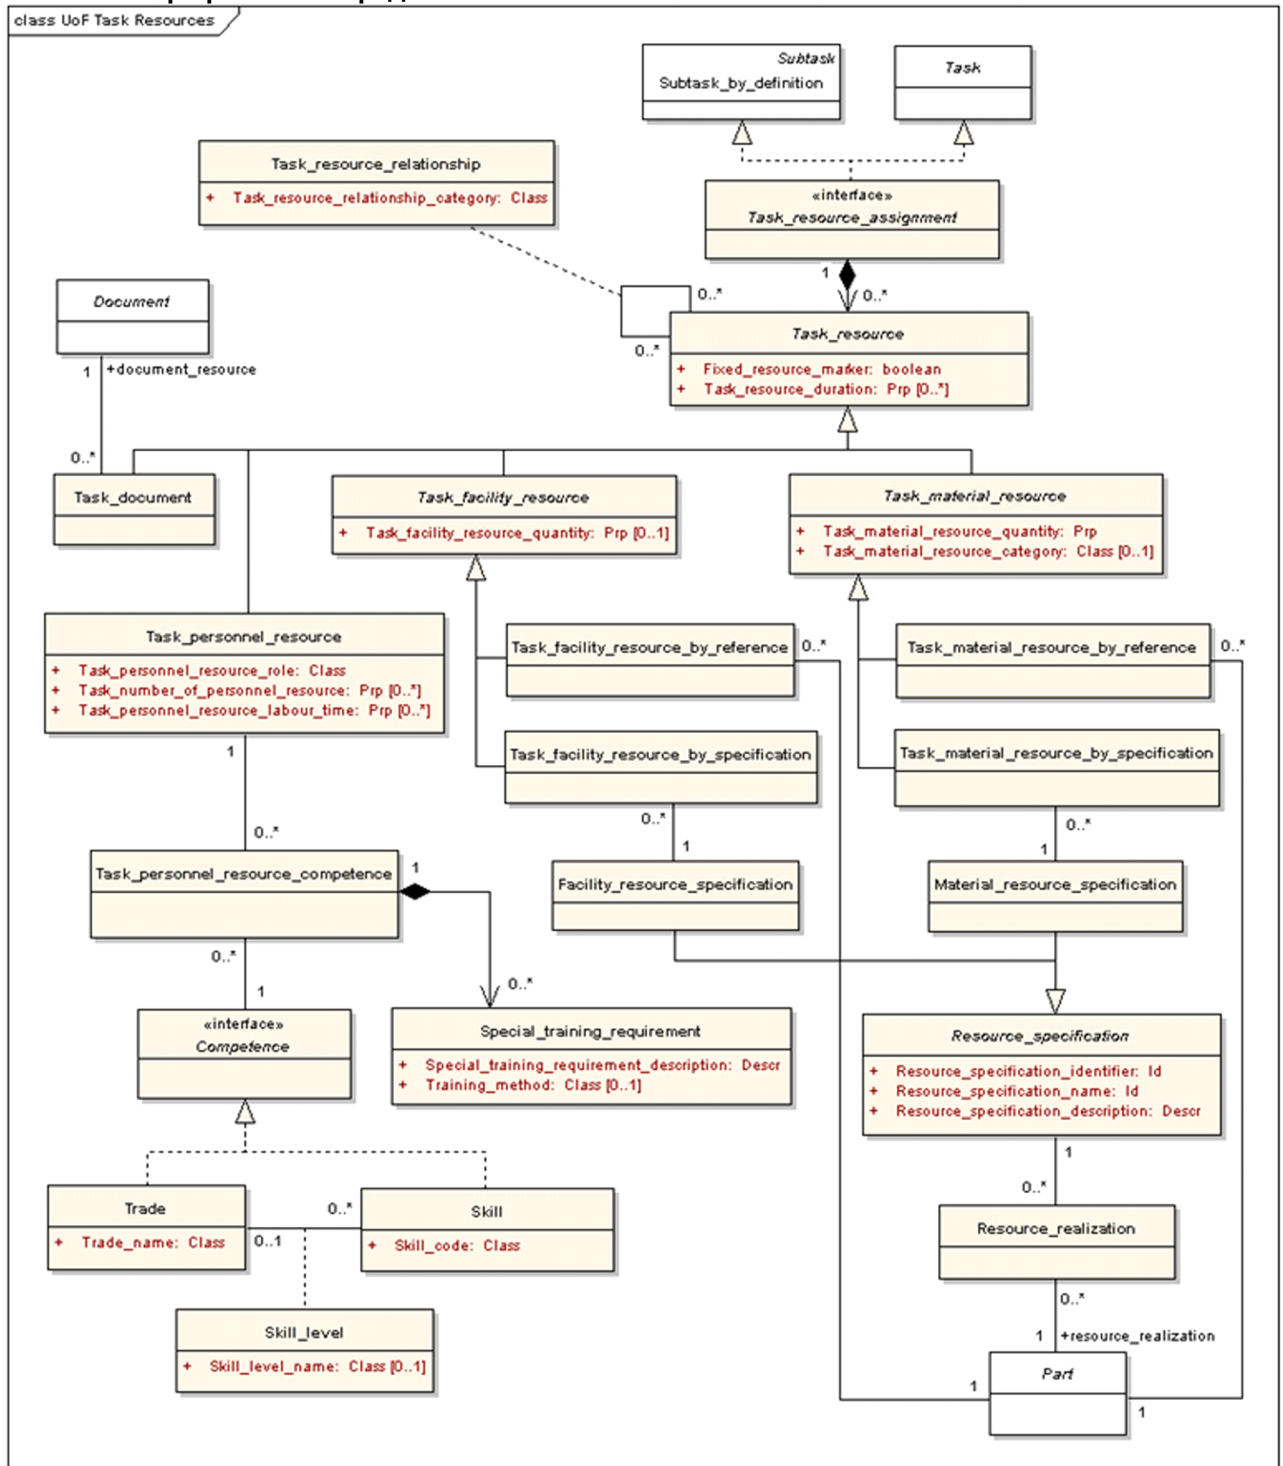 class UoF Task Resources
Subtask
Subtask_by_definition
Task
Task_resource_relationship
+ Task_resource_relationship_category: Class
«interface»
Task_resource_assignment
1
0..*
0..*
0..*
Task_resource
+ Fixed_resource_marker: boolean
+ Task_resource_duration: Prp [0..*]
Document
1
+document_resource
0..*
Task_document
Task_facility_resource
+ Task_facility_resource_quantity: Prp [0..1]
Task_material_resource
+ Task_material_resource_quantity: Prp
+ Task_material_resource_category: Class [0..1]
Task_personnel_resource
+ Task_personnel_resource_role: Class
+ Task_number_of_personnel_resource: Prp [0..*]
+ Task_personnel_resource_labour_time: Prp [0..*]
Task_facility_resource_by_reference
0..*
Task_material_resource_by_reference
0..*
Task_facility_resource_by_specification
Task_material_resource_by_specification
1
0..*
0..*
1
0..*
1
Task_personnel_resource_competence
1
Facility_resource_specification
Material_resource_specification
0..*
1
0..*
«interface»
Competence
Special_training_requirement
+ Special_training_requirement_description: Descr
+ Training_method: Class [0..1]
Resource_specification
+ Resource_specification_identifier: Id
+ Resource_specification_name: Id
+ Resource_specification_description: Descr
1
0..*
Trade
+ Trade_name: Class
0..1
0..*
Skill
+ Skill_code: Class
Resource_realization
0..*
1
+resource_realization
Skill_level
+ Skill_level_name: Class [0..1]
Part
1
1